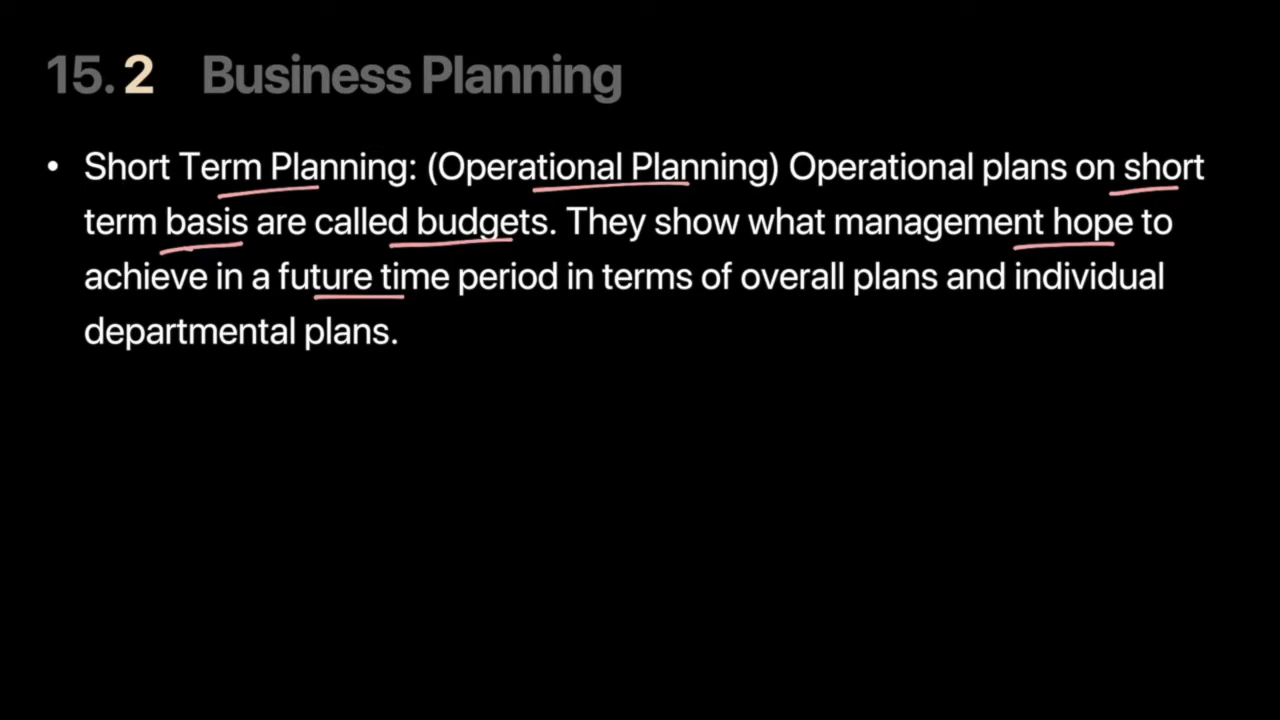 15.2 Business Planning
• Short Term Planning: (Operational Planning) Operational plans on short
term basis are called budgets. They show what management hope to
achieve in a future time period in terms of overall plans and individual
departmental plans.